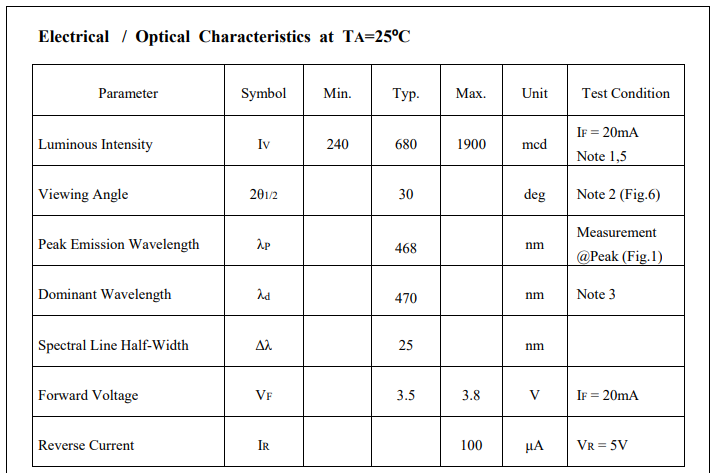 Electrical / Optical Characteristics at TA=25℃
Parameter Symbol Min. Typ. Max. Unit Test Condition
Luminous Intensity IV 240 680 1900 mcd IF = 20mA
Note 1,5
Viewing Angle 2θ1/2 30 deg Note 2 (Fig.6)
Peak Emission Wavelength λP 468 nm Measurement
@Peak (Fig.1)
Dominant Wavelength λd 470 nm Note 3
Spectral Line Half-Width Δλ 25 nm
Forward Voltage VF 3.5 3.8 V IF = 20mA
Reverse Current IR 100 μA VR = 5V